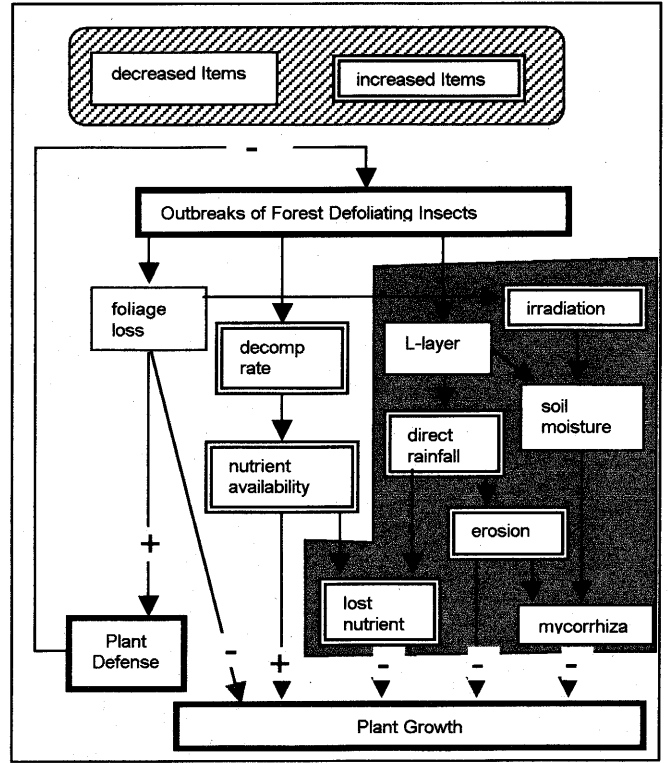 decreased Items
increased Items
-
Outbreaks of Forest Defoliating Insects
foliage
loss
decomp
rate
L-layer
irradiation
soil
moisture
direct
rainfall
nutrient
availability
erosion
+
lost
nutrient
mycorrhiza
Plant
Defense
-
+
-
-
-
Plant Growth